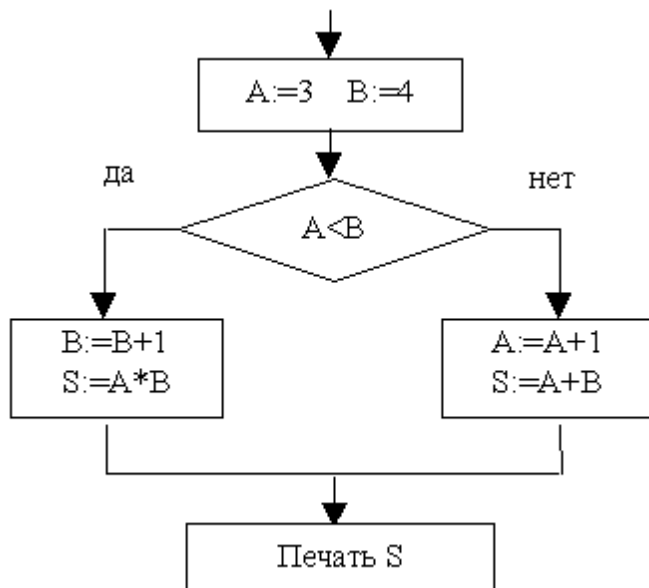 A:=3 B:=4
да
нет
A<B
B:=B+1
S:=A*B
A:=A+1
S:=A+B
Печать S